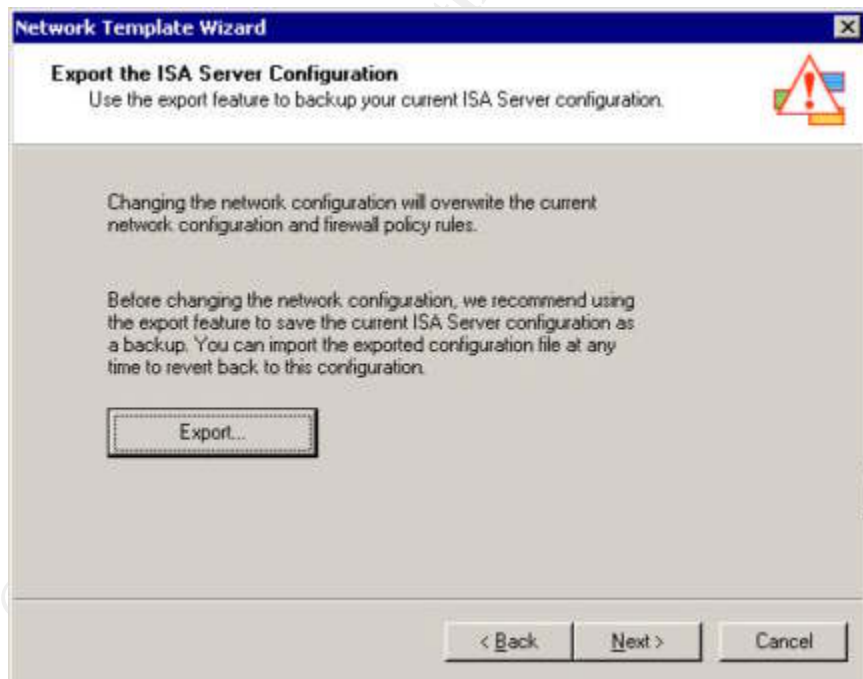 Network Template Wizard
Export the ISA Server Configuration
Use the export feature to backup your current ISA Server configuration.
Changing the network configuration will overwrite the current
network configuration and firewall policy rules.
Before changing the network configuration, we recommend using
the export feature to save the current ISA Server configuration as
a backup. You can import the exported configuration file at any
time to revert back to this configuration.
Export...
< Back
Next >
Cancel